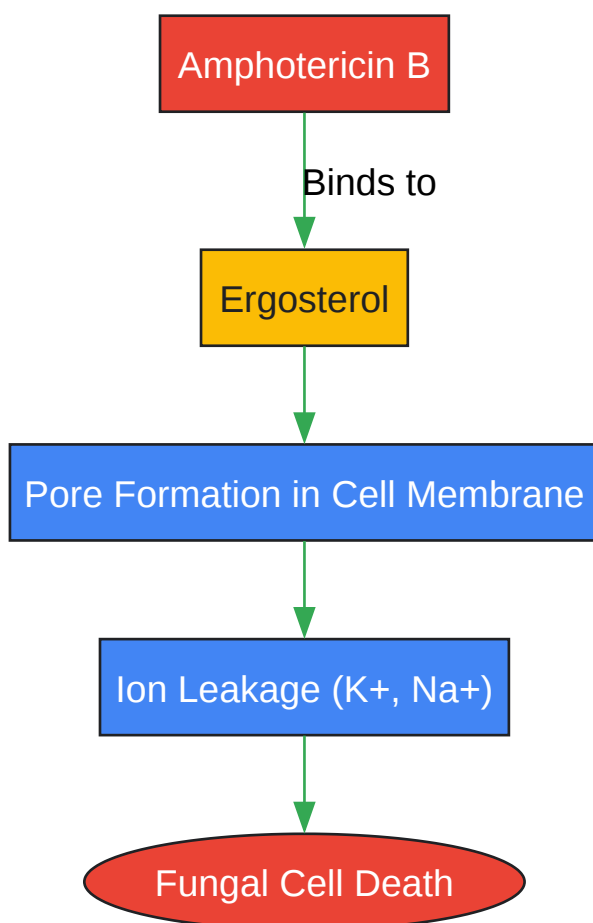 Amphotericin B
Binds to
Ergosterol
Pore Formation in Cell Membrane
Ion Leakage (K+, Na+)
Fungal Cell Death